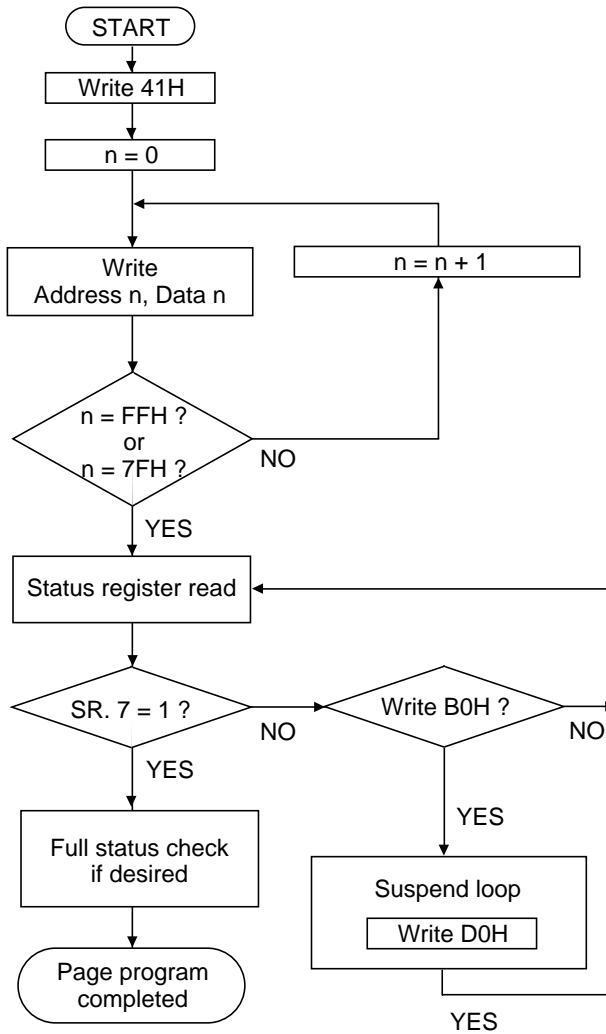 START
Write 41H
n = 0
Write
Address n, Data n
n = n + 1
n = FFH ?
or
n = 7FH ?
NO
YES
Status register read
SR. 7 = 1 ?
NO
Write B0H ?
NO
YES
YES
Full status check
if desired
Suspend loop
Write D0H
Page program
completed
YES